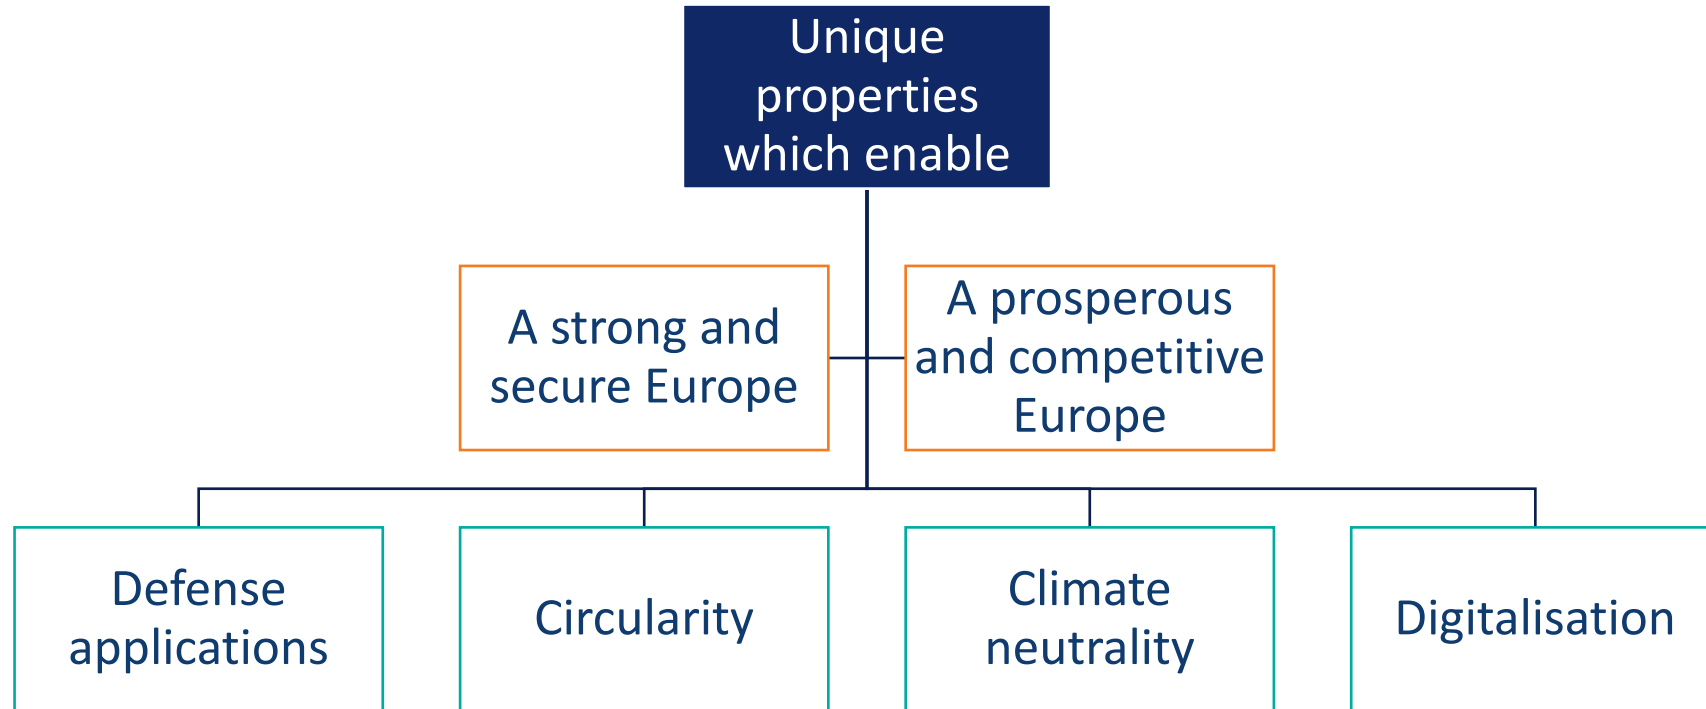 Unique
properties
which enable
A strong and
secure Europe
A prosperous
and competitive
Europe
Defense
applications
Circularity
Climate
neutrality
Digitalisation